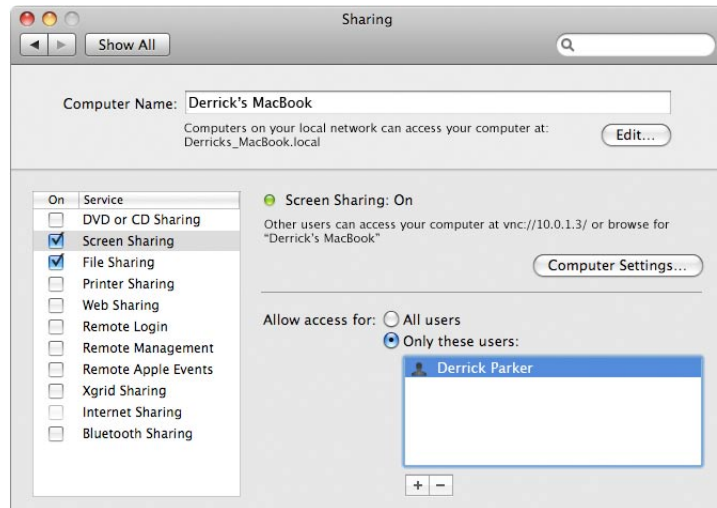 Sharing
Show All
Computer Name: Derrick's MacBook
Computers on your local network can access your computer at:
Derricks_MacBook.local
Edit...
On Service
DVD or CD Sharing
Screen Sharing
File Sharing
Printer Sharing
Web Sharing
Remote Login
Remote Management
Remote Apple Events
Xgrid Sharing
Internet Sharing
Bluetooth Sharing
Screen Sharing: On
Other users can access your computer at vnc://10.0.1.3/ or browse for
"Derrick's MacBook"
Computer Settings...
Allow access for: All users
Only these users:
Derrick Parker
+ −